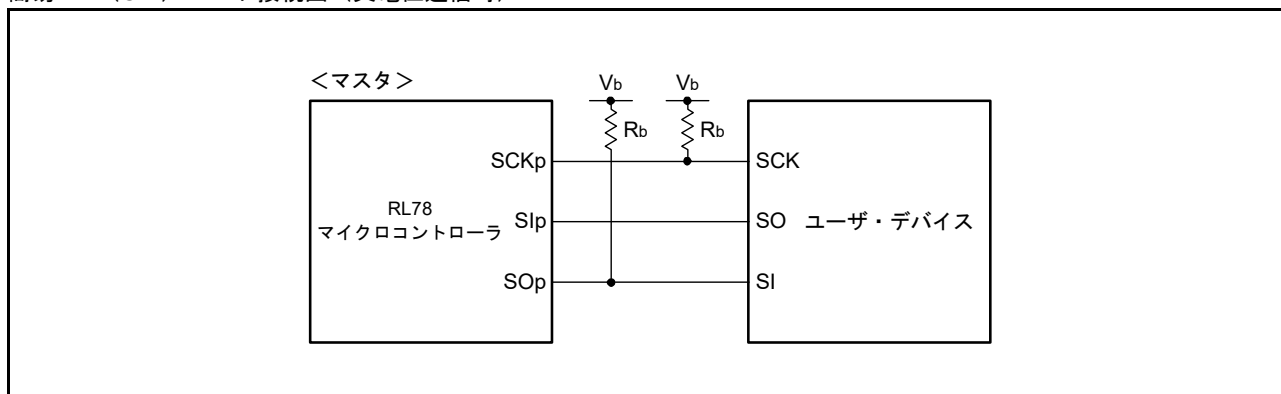 ＜マスタ＞
Vb Vb
Rb Rb
SCKp SCK
RL78
マイクロコントローラ
SIp SO ユーザ・デバイス
SOp SI